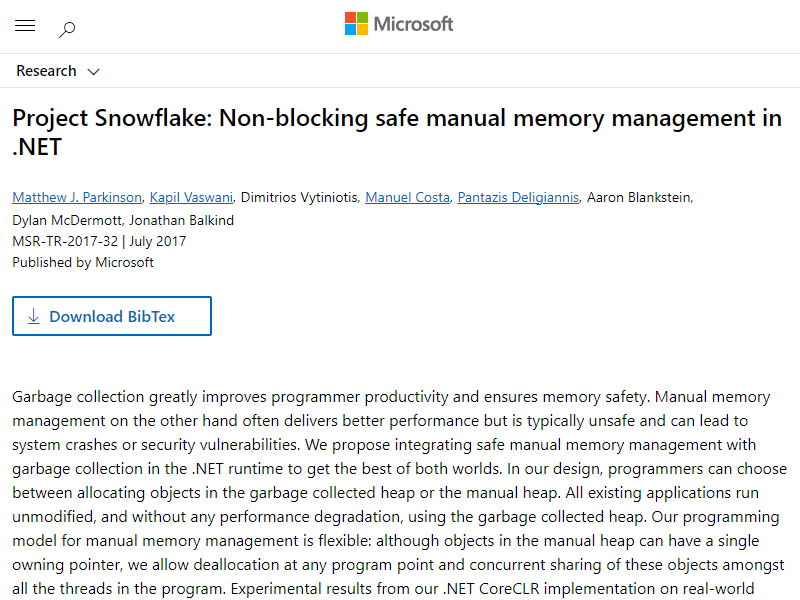 Microsoft
Research
Project Snowflake: Non-blocking safe manual memory management in
.NET
Matthew J. Parkinson, Kapil Vaswani, Dimitrios Vytiniotis, Manuel Costa, Pantazis Deligiannis, Aaron Blankstein,
Dylan McDermott, Jonathan Balkind
MSR-TR-2017-32 | July 2017
Published by Microsoft
Download BibTex
Garbage collection greatly improves programmer productivity and ensures memory safety. Manual memory
management on the other hand often delivers better performance but is typically unsafe and can lead to
system crashes or security vulnerabilities. We propose integrating safe manual memory management with
garbage collection in the .NET runtime to get the best of both worlds. In our design, programmers can choose
between allocating objects in the garbage collected heap or the manual heap. All existing applications run
unmodified, and without any performance degradation, using the garbage collected heap. Our programming
model for manual memory management is flexible: although objects in the manual heap can have a single
owning pointer, we allow deallocation at any program point and concurrent sharing of these objects amongst
all the threads in the program. Experimental results from our .NET CoreCLR implementation on real-world